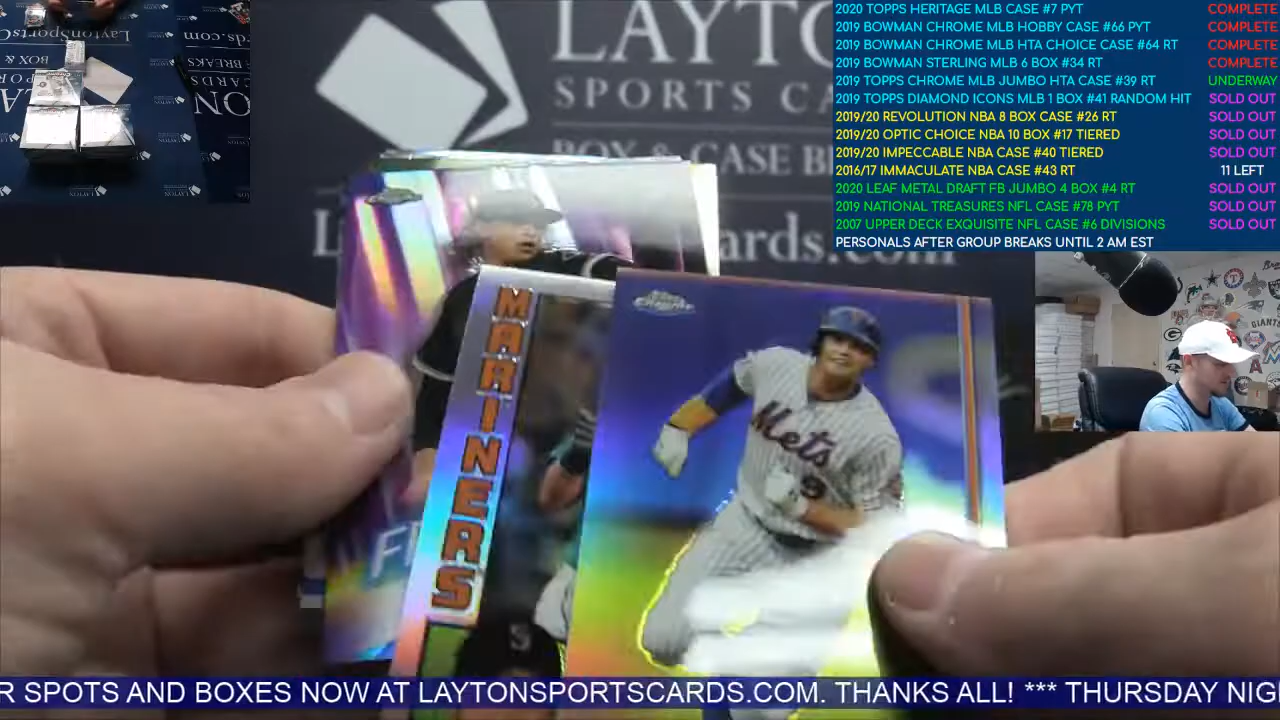 2020 TOPPS HERITAGE MLB CASE #7 PYT COMPLETE
2019 BOWMAN CHROME MLB HOBBY CASE #66 PYT COMPLETE
2019 BOWMAN CHROME MLB HTA CHOICE CASE #64 RT COMPLETE
2019 BOWMAN STERLING MLB 6 BOX #34 RT COMPLETE
2019 TOPPS CHROME MLB JUMBO HTA CASE #39 RT UNDERWAY
2019 TOPPS DIAMOND ICONS MLB 1 BOX #41 RANDOM HIT SOLD OUT
2019/20 REVOLUTION NBA 8 BOX CASE #26 RT SOLD OUT
2019/20 OPTIC CHOICE NBA 10 BOX #17 TIERED SOLD OUT
2019/20 IMPECCABLE NBA CASE #40 TIERED SOLD OUT
2016/17 IMMACULATE NBA CASE #43 RT 11 LEFT
2020 LEAF METAL DRAFT FB JUMBO 4 BOX #4 RT SOLD OUT
2019 NATIONAL TREASURES NFL CASE #78 PYT SOLD OUT
2007 UPPER DECK EXQUISITE NFL CASE #6 DIVISIONS SOLD OUT
PERSONALS AFTER GROUP BREAKS UNTIL 2 AM EST
LAYTO
SPORTS CA
BOX & CASE B
ards.com
MARINERS
Topps Chrome
Mets
9
R SPOTS AND BOXES NOW AT LAYTONSPORTSCARDS.COM. THANKS ALL! *** THURSDAY NIG